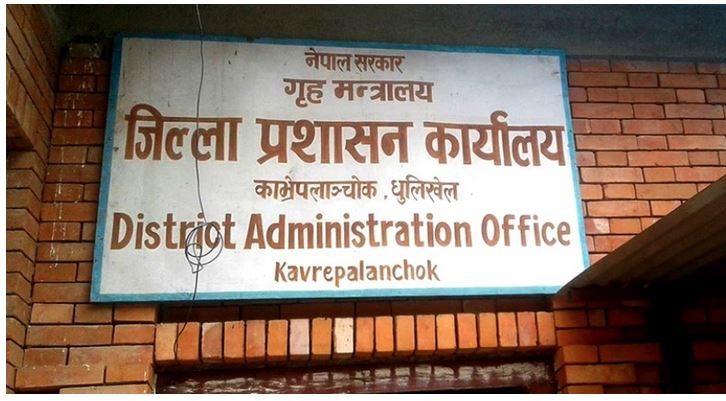 नेपाल सरकार
गृह मन्त्रालय
जिल्ला प्रशासन कार्यालय
काभ्रेपलाञ्चोक , धुलिखेल
District Administration Office
Kavrepalanchok